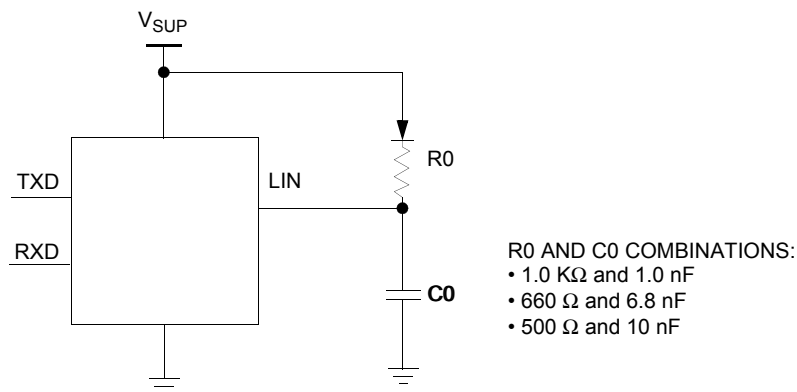 VSUP
TXD
LIN
R0
RXD
C0
R0 AND C0 COMBINATIONS:
• 1.0 KΩ and 1.0 nF
• 660 Ω and 6.8 nF
• 500 Ω and 10 nF